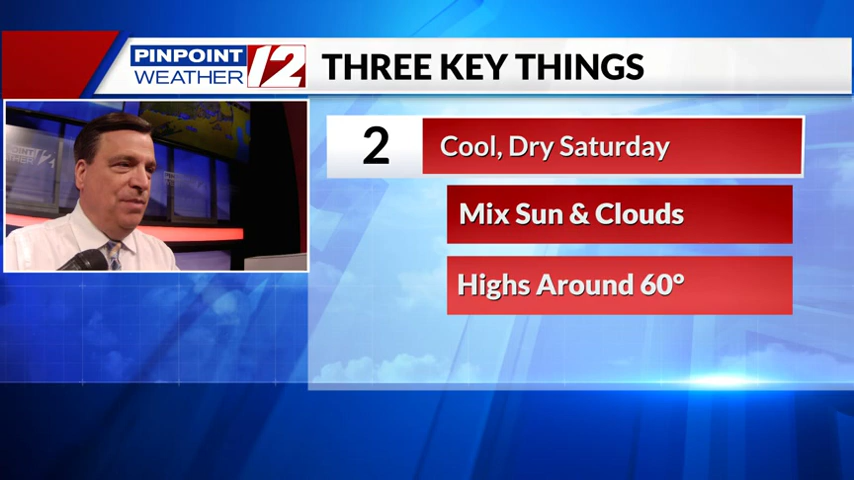 PINPOINT
WEATHER 12
THREE KEY THINGS
2
Cool, Dry Saturday
Mix Sun & Clouds
Highs Around 60°